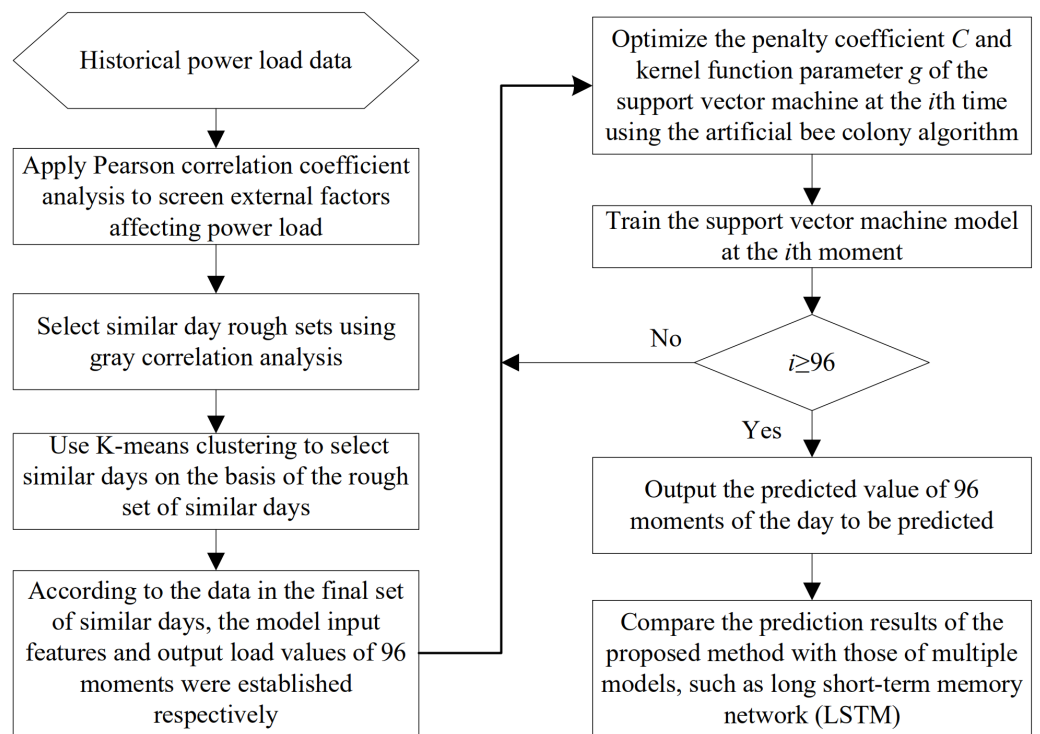 Historical power load data
Apply Pearson correlation coefficient
analysis to screen external factors
affecting power load
Select similar day rough sets using
gray correlation analysis
Use K-means clustering to select
similar days on the basis of the rough
set of similar days
According to the data in the final set
of similar days, the model input
features and output load values of 96
moments were established
respectively
Optimize the penalty coefficient C and
kernel function parameter g of the
support vector machine at the ith time
using the artificial bee colony algorithm
Train the support vector machine model
at the ith moment
No
i≥96
Yes
Output the predicted value of 96
moments of the day to be predicted
Compare the prediction results of the
proposed method with those of multiple
models, such as long short-term memory
network (LSTM)